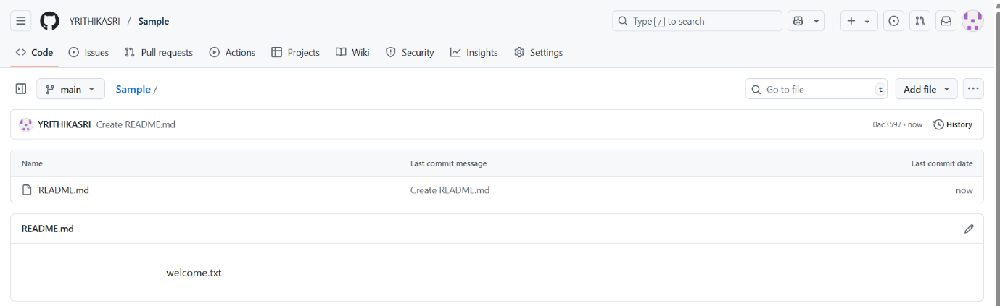 YRITHIKASRI / Sample Type / to search
Code Issues Pull requests Actions Projects Wiki Security Insights Settings
main Sample / Go to file t Add file ...
YRITHIKASRI Create README.md 0ac3597 · now History
Name Last commit message Last commit date
README.md Create README.md now
README.md
welcome.txt